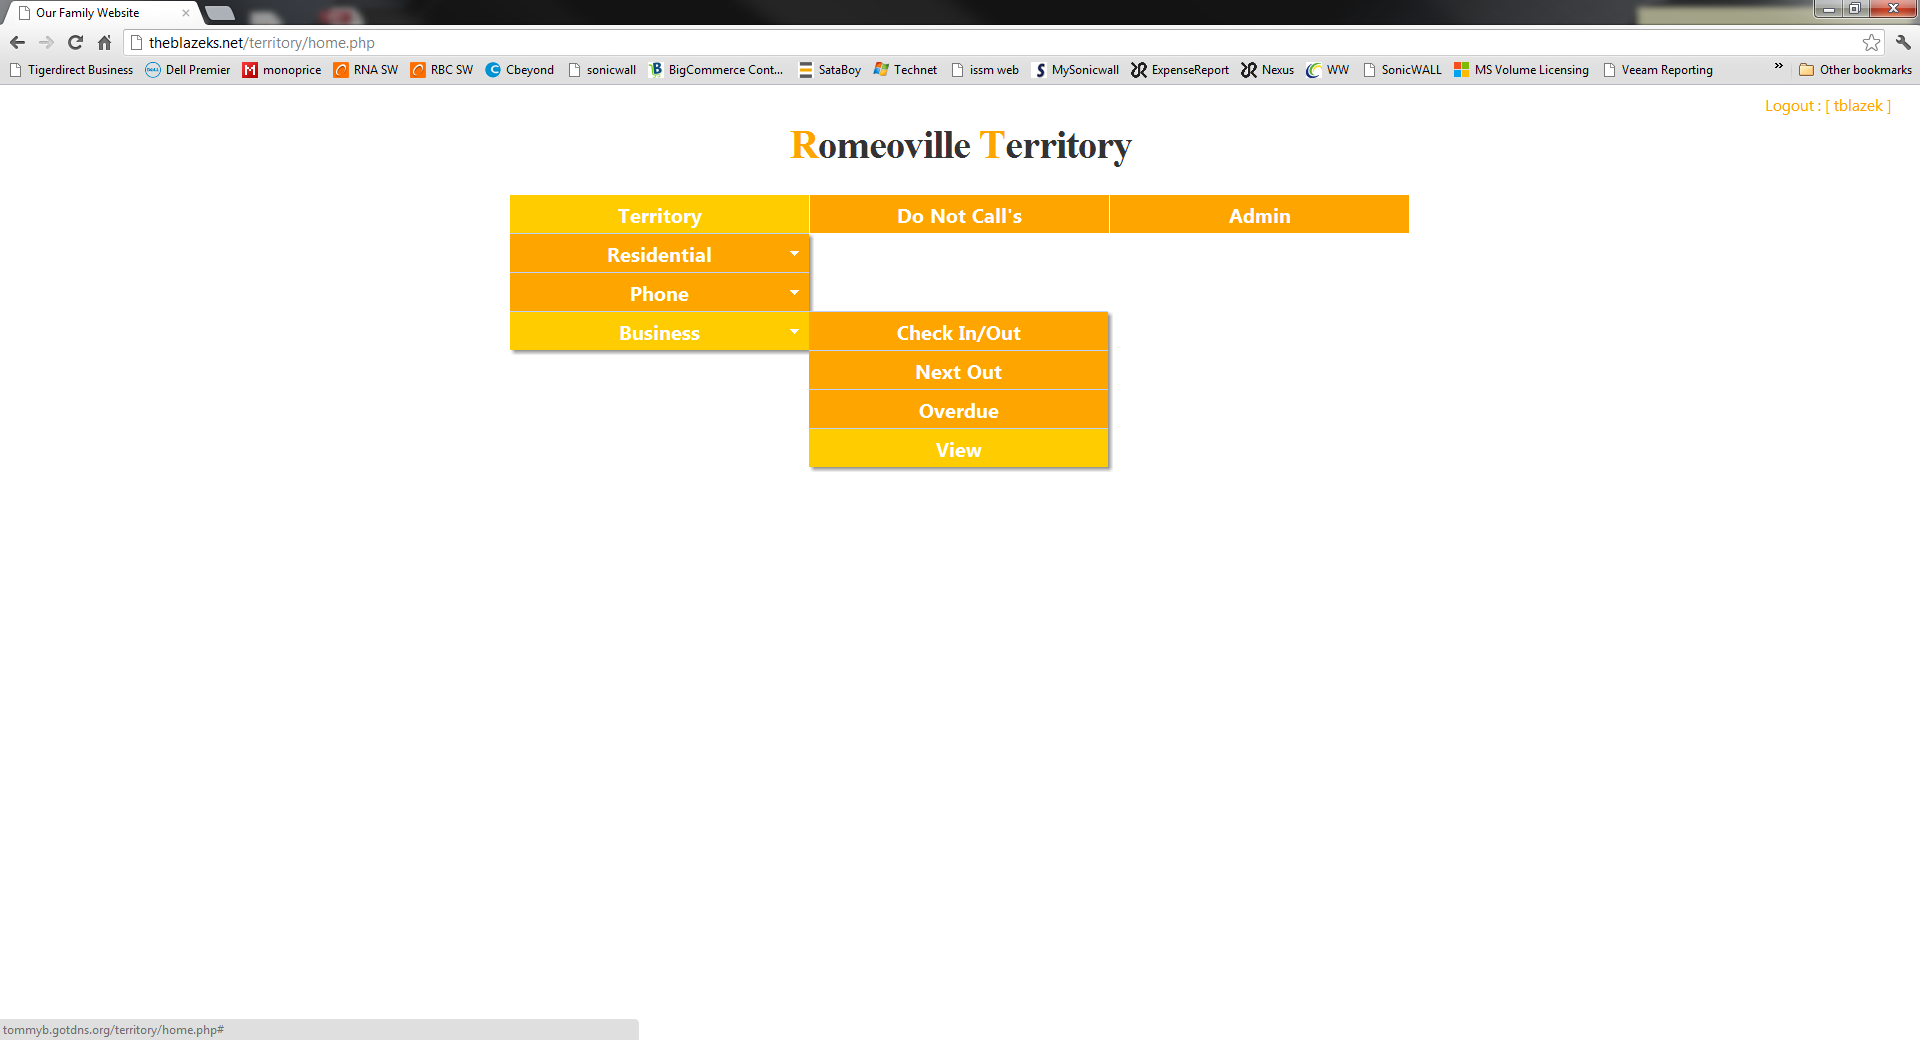 Our Family Website
theblazeks.net/territory/home.php
Tigerdirect Business Dell Premier monoprice RNA SW RBC SW Cbeyond sonicwall BigCommerce Cont... SataBoy Technet issm web MySonicwall ExpenseReport Nexus WW SonicWALL MS Volume Licensing Veeam Reporting » Other bookmarks
Logout : [ tblazek ]
Romeoville Territory
Territory Do Not Call's Admin
Residential
Phone
Business Check In/Out
Next Out
Overdue
View
tommyb.gotdns.org/territory/home.php#